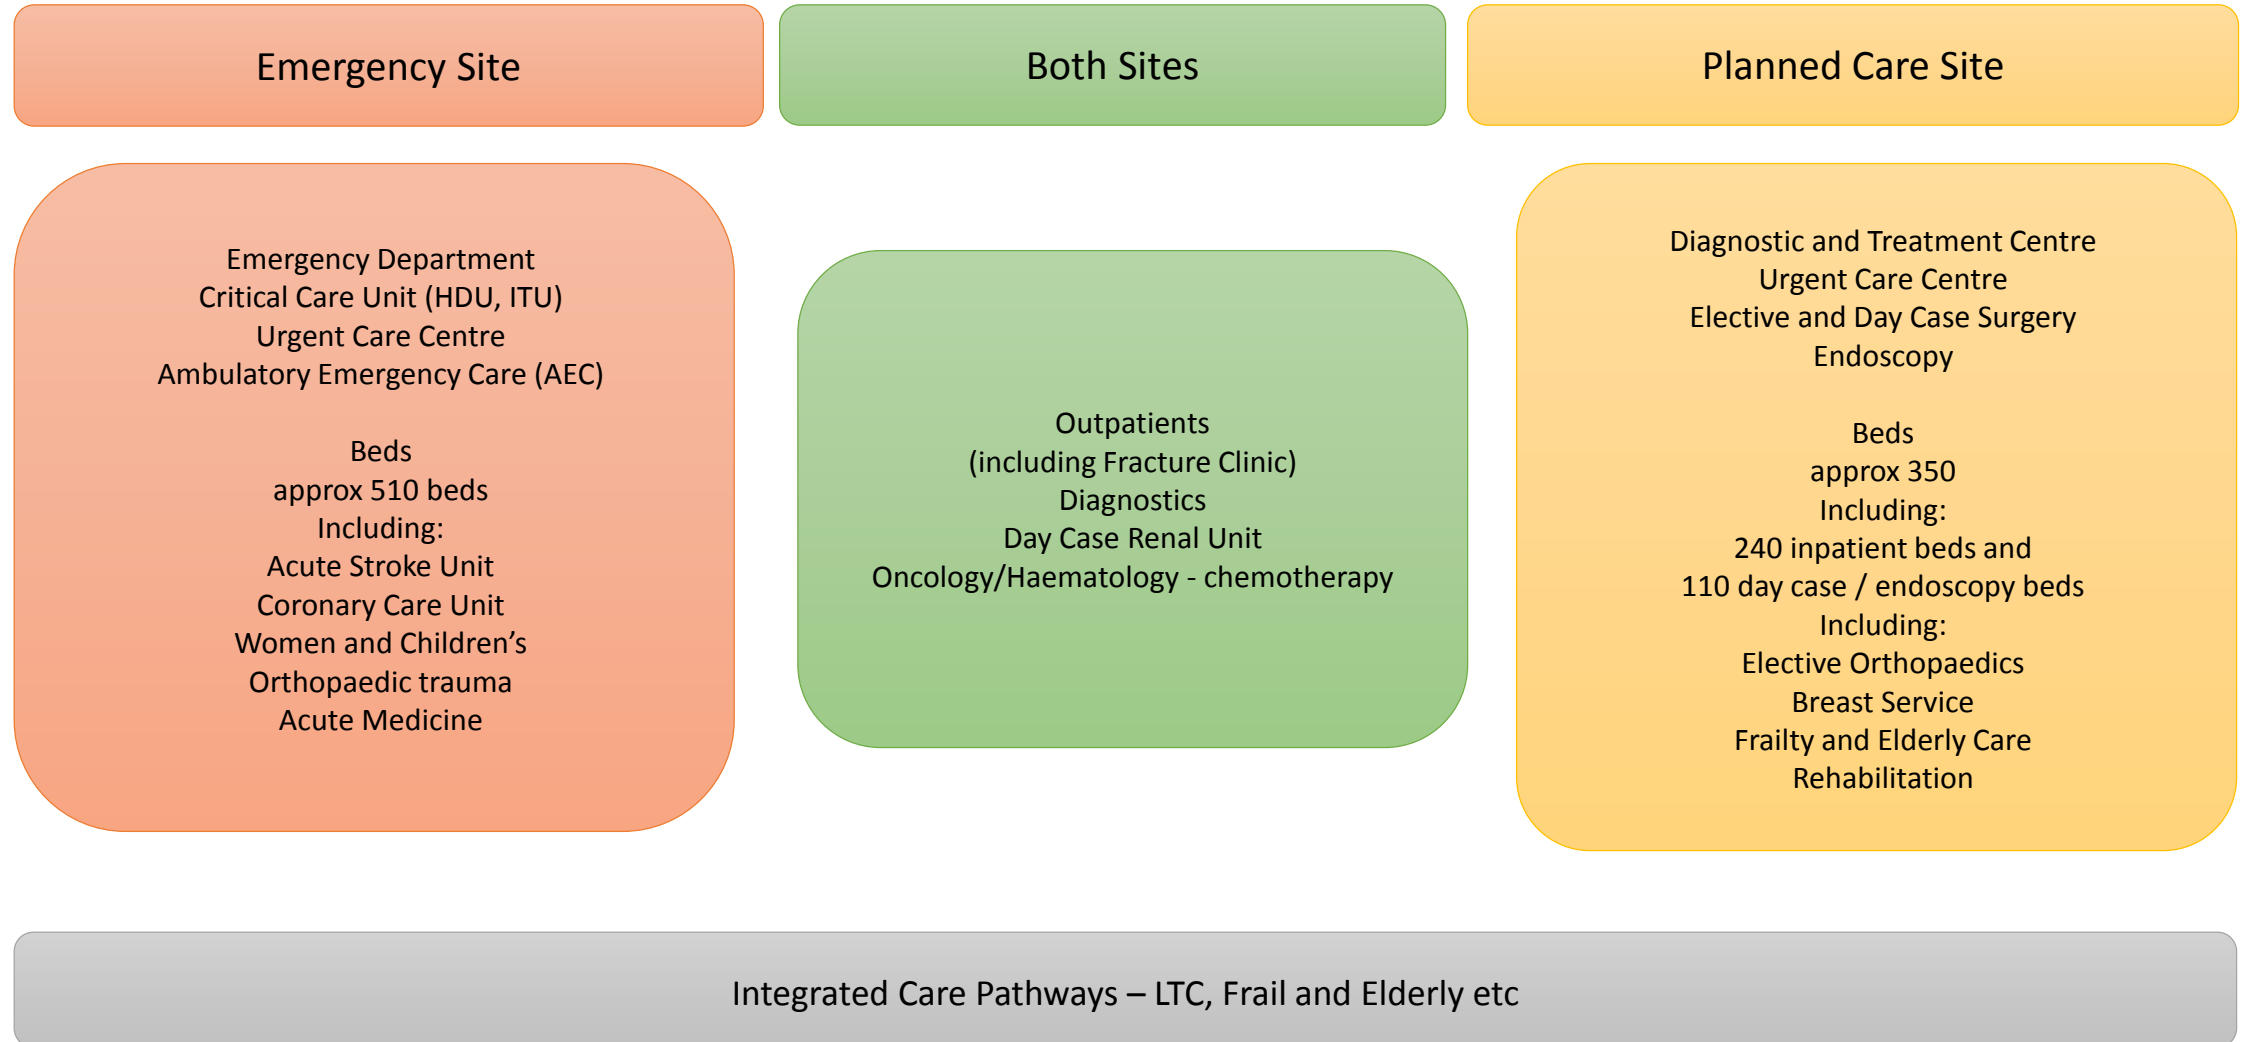 Emergency Site
Both Sites
Planned Care Site
Emergency Department
Critical Care Unit (HDU, ITU)
Urgent Care Centre
Ambulatory Emergency Care (AEC)
Beds
approx 510 beds
Including:
Acute Stroke Unit
Coronary Care Unit
Women and Children’s
Orthopaedic trauma
Acute Medicine
Outpatients
(including Fracture Clinic)
Diagnostics
Day Case Renal Unit
Oncology/Haematology - chemotherapy
Diagnostic and Treatment Centre
Urgent Care Centre
Elective and Day Case Surgery
Endoscopy
Beds
approx 350
Including:
240 inpatient beds and
110 day case / endoscopy beds
Including:
Elective Orthopaedics
Breast Service
Frailty and Elderly Care
Rehabilitation
Integrated Care Pathways – LTC, Frail and Elderly etc